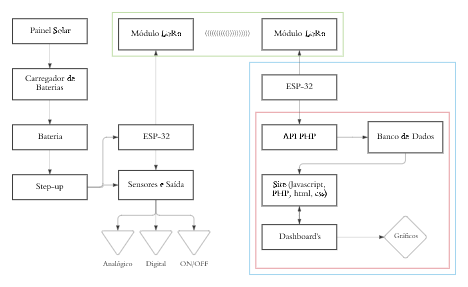 Painel Solar
Módulo LoRa
Módulo LoRa
Carregador de
Baterias
ESP-32
Bateria
ESP-32
API PHP
Banco de Dados
Step-up
Sensores e Saída
Site (Javascript,
PHP, html, css)
Dashboard's
Gráficos
Analógico
Digital
ON/OFF